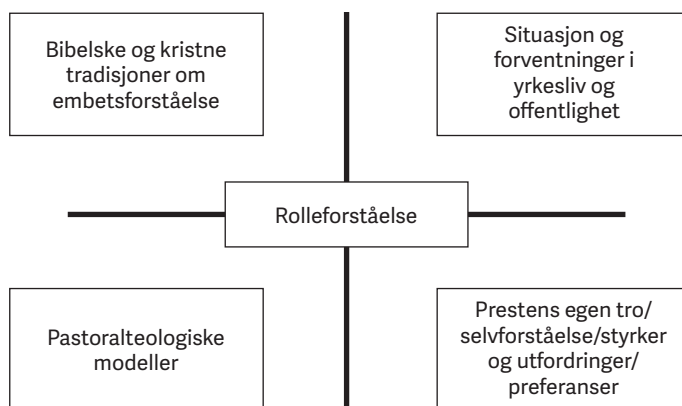 Bibelske og kristne
tradisjoner om
embetsforståelse
Situasjon og
forventninger i
yrkesliv og
offentlighet
Rolleforståelse
Pastoralteologiske
modeller
Prestens egen tro/
selvforståelse/styrker
og utfordringer/
preferanser